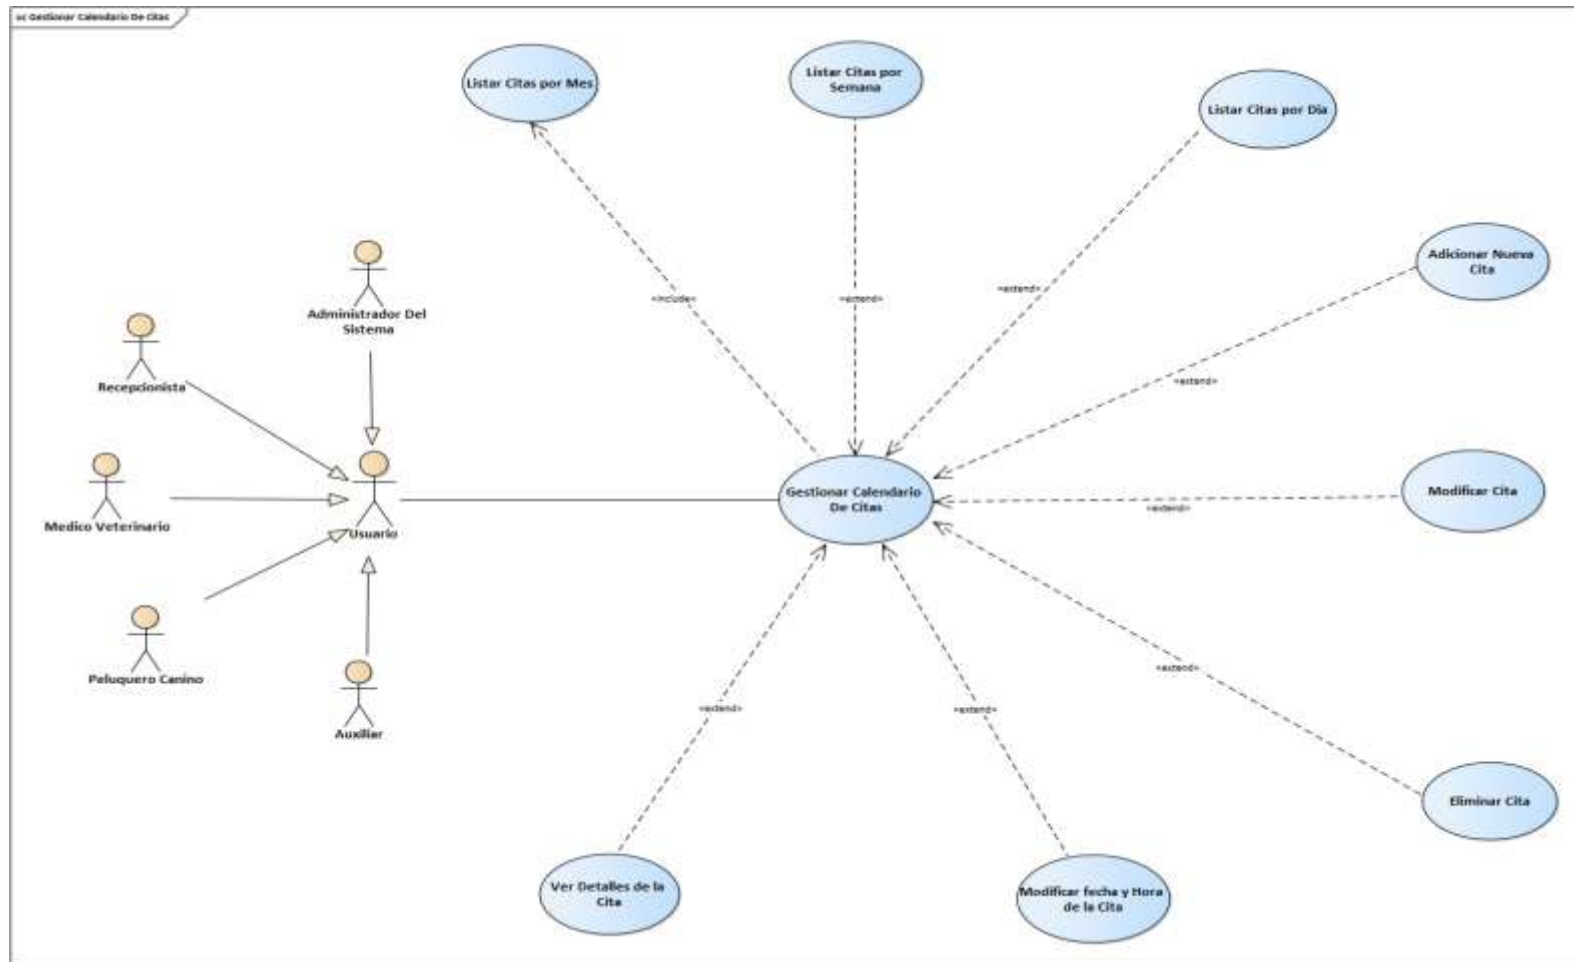 uc Gestionar Calendario De Citas
Listar Citas por Mes
Listar Citas por
Semana
Listar Citas por Dia
Adicionar Nueva
Cita
Administrador Del
Sistema
«include»
«extend»
«extend»
Recepcionista
«extend»
Gestionar Calendario
De Citas
Modificar Cita
«extend»
Medico Veterinario
Usuario
Peluquero Canino
«extend»
Auxiliar
«extend»
«extend»
Eliminar Cita
Ver Detalles de la
Cita
Modificar fecha y Hora
de la Cita